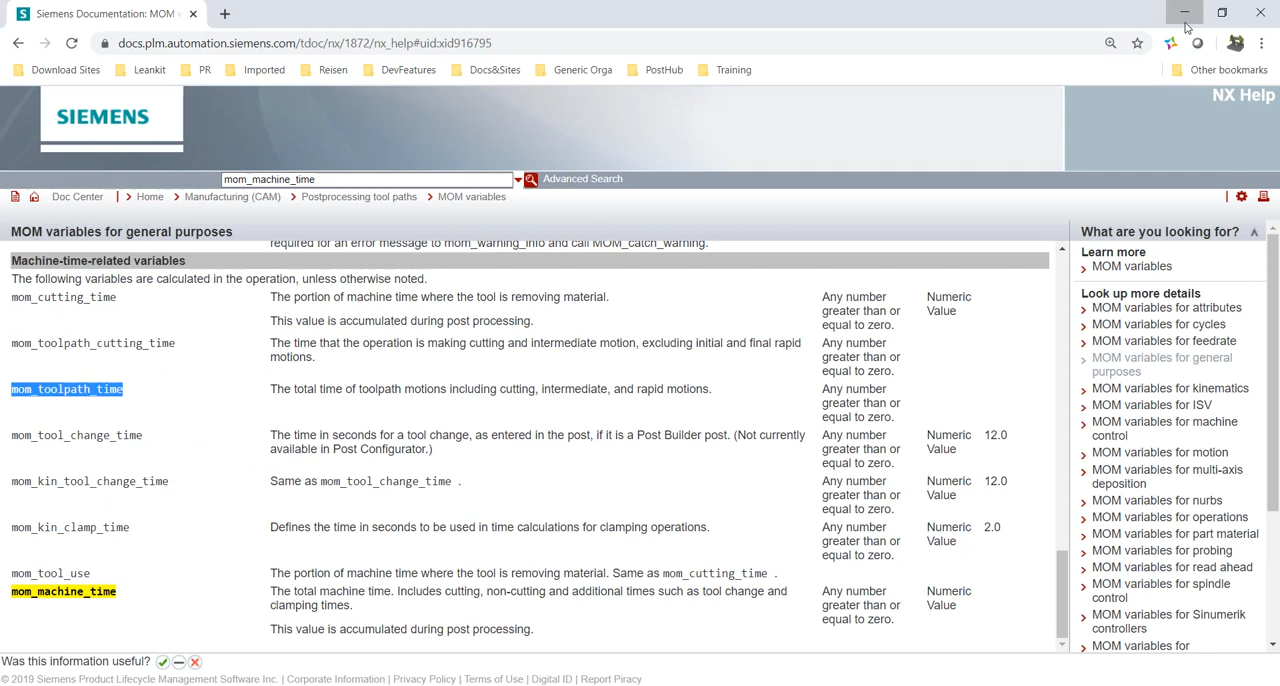 S Siemens Documentation: MOM
docs.plm.automation.siemens.com/tdoc/nx/1872/nx_help#uid:xid916795
Download Sites Leankit PR Imported Reisen DevFeatures Docs&Sites Generic Orga PostHub Training Other bookmarks
SIEMENS
NX Help
mom_machine_time Advanced Search
Doc Center Home Manufacturing (CAM) Postprocessing tool paths MOM variables
MOM variables for general purposes
required for an error message to mom_warning_info and call MOM_catch_warning.
Machine-time-related variables
The following variables are calculated in the operation, unless otherwise noted.
mom_cutting_time The portion of machine time where the tool is removing material. Any number Numeric
greater than or Value
This value is accumulated during post processing. equal to zero.
mom_toolpath_cutting_time The time that the operation is making cutting and intermediate motion, excluding initial and final rapid Any number
motions. greater than or
equal to zero.
mom_toolpath_time The total time of toolpath motions including cutting, intermediate, and rapid motions. Any number
greater than or
equal to zero.
mom_tool_change_time The time in seconds for a tool change, as entered in the post, if it is a Post Builder post. (Not currently Any number Numeric 12.0
available in Post Configurator.) greater than or Value
equal to zero.
mom_kin_tool_change_time Same as mom_tool_change_time . Any number Numeric 12.0
greater than or Value
equal to zero.
mom_kin_clamp_time Defines the time in seconds to be used in time calculations for clamping operations. Any number Numeric 2.0
greater than or Value
equal to zero.
mom_tool_use The portion of machine time where the tool is removing material. Same as mom_cutting_time .
mom_machine_time The total machine time. Includes cutting, non-cutting and additional times such as tool change and Any number Numeric
clamping times. greater than or Value
equal to zero.
This value is accumulated during post processing.
What are you looking for?
Learn more
MOM variables
Look up more details
MOM variables for attributes
MOM variables for cycles
MOM variables for feedrate
MOM variables for general
purposes
MOM variables for kinematics
MOM variables for ISV
MOM variables for machine
control
MOM variables for motion
MOM variables for multi-axis
deposition
MOM variables for nurbs
MOM variables for operations
MOM variables for part material
MOM variables for probing
MOM variables for read ahead
MOM variables for spindle
control
MOM variables for Sinumerik
controllers
MOM variables for
Was this information useful?
© 2019 Siemens Product Lifecycle Management Software Inc. | Corporate Information | Privacy Policy | Terms of Use | Digital ID | Report Piracy